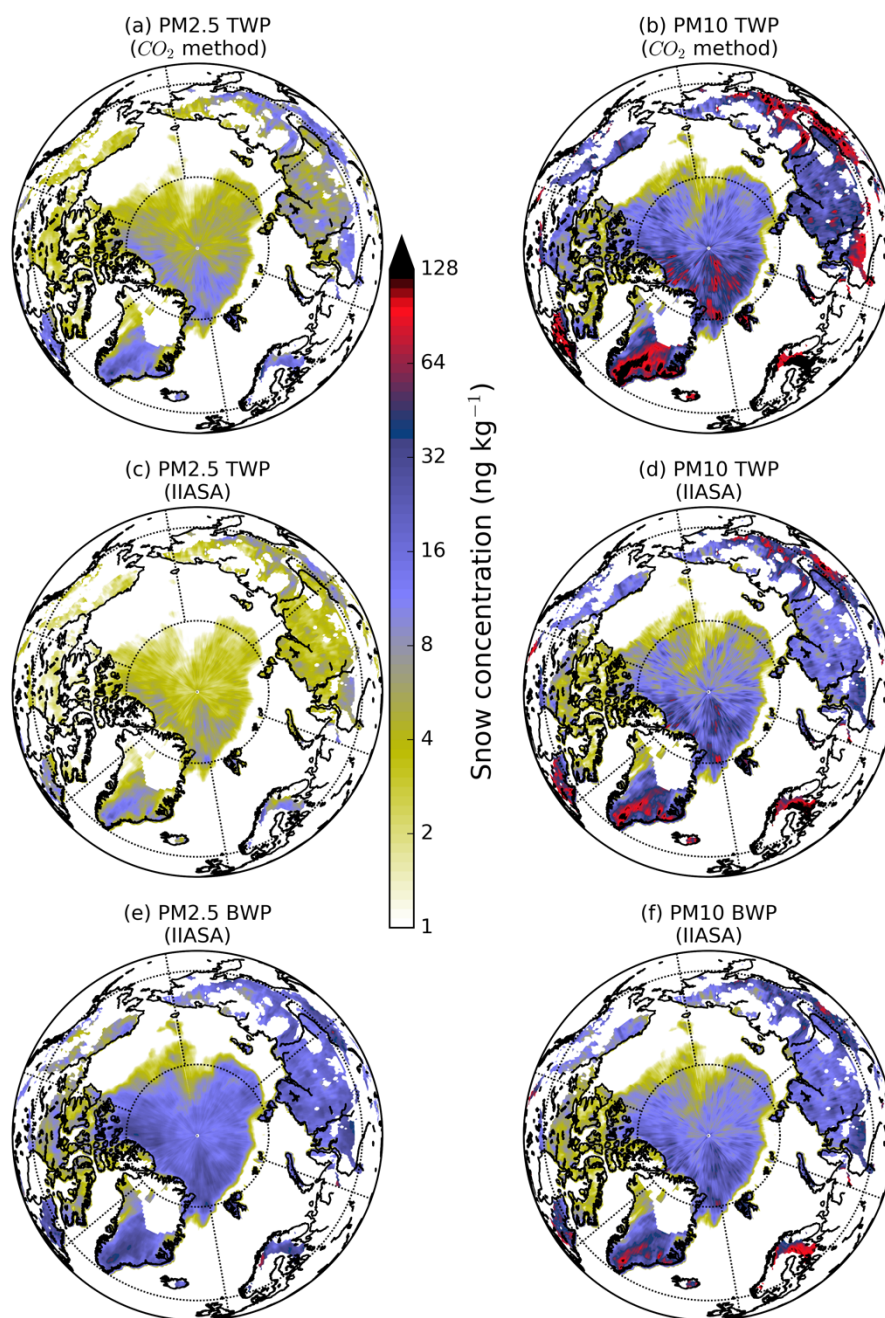 (a) PM2.5 TWP
(CO₂ method)
(b) PM10 TWP
(CO₂ method)
128
64
32
16
8
4
2
1
Snow concentration (ng kg⁻¹)
(c) PM2.5 TWP
(IIASA)
(d) PM10 TWP
(IIASA)
(e) PM2.5 BWP
(IIASA)
(f) PM10 BWP
(IIASA)